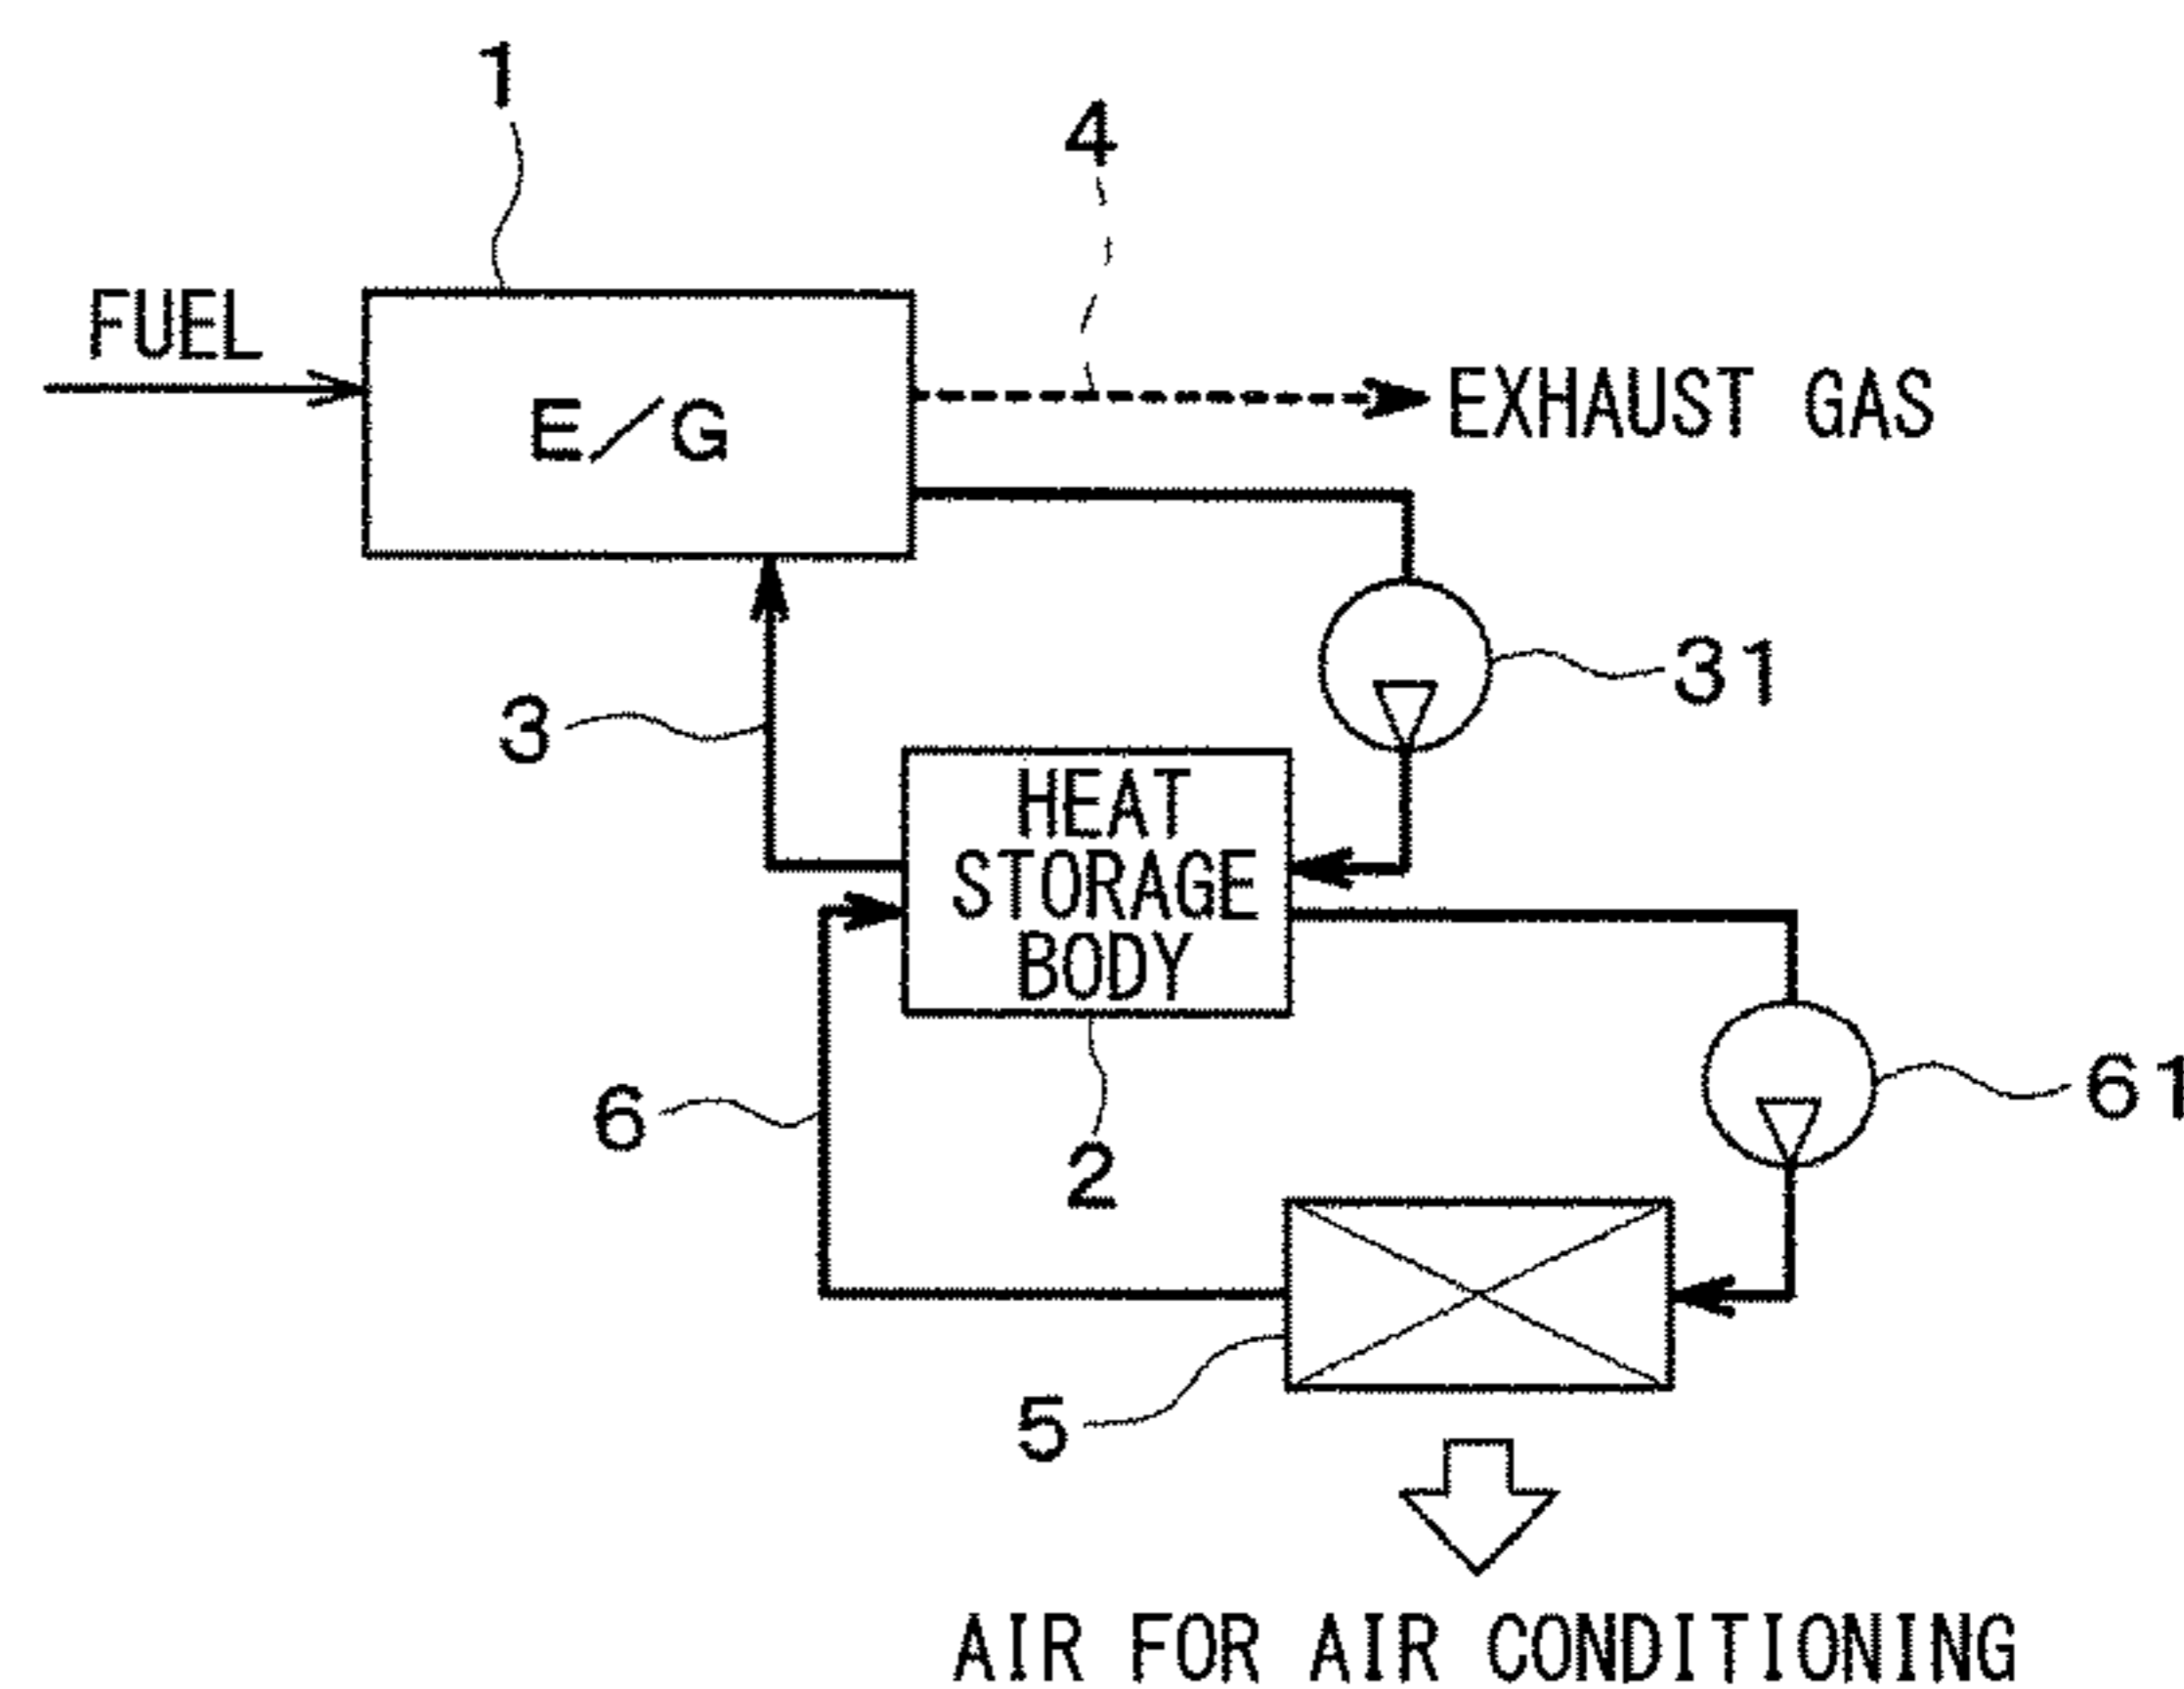 1
4
FUEL
E/G
EXHAUST GAS
31
3
HEAT
STORAGE
BODY
6
61
2
5
AIR FOR AIR CONDITIONING